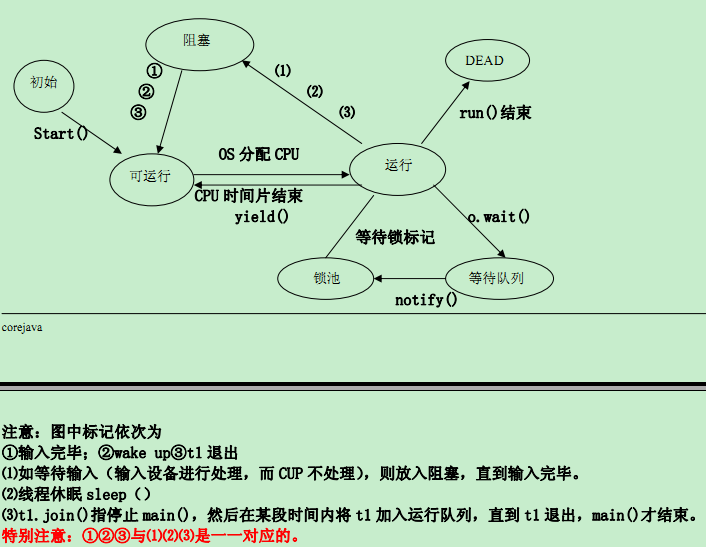 阻塞
DEAD
初始
①
②
③
(1)
(2)
(3)
Start()
run()结束
OS 分配 CPU
可运行
运行
CPU 时间片结束
yield()
o.wait()
等待锁标记
锁池
等待队列
notify()
corejava
注意：图中标记依次为
①输入完毕；②wake up③t1 退出
⑴如等待输入（输入设备进行处理，而 CUP 不处理），则放入阻塞，直到输入完毕。
⑵线程休眠 sleep（）
⑶t1.join()指停止 main()，然后在某段时间内将 t1 加入运行队列，直到 t1 退出，main()才结束。
特别注意：①②③与⑴⑵⑶是一一对应的。